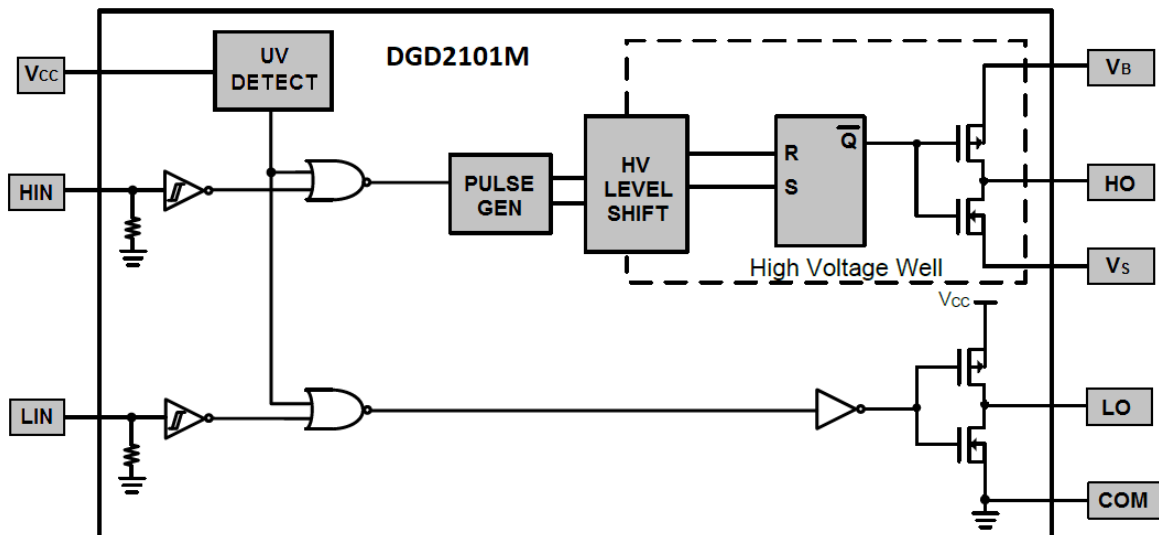 DGD2101M
UV
DETECT
VCC
VB
HIN
PULSE
GEN
HV
LEVEL
SHIFT
R
S
Q̅
HO
High Voltage Well
VS
VCC
LIN
LO
COM